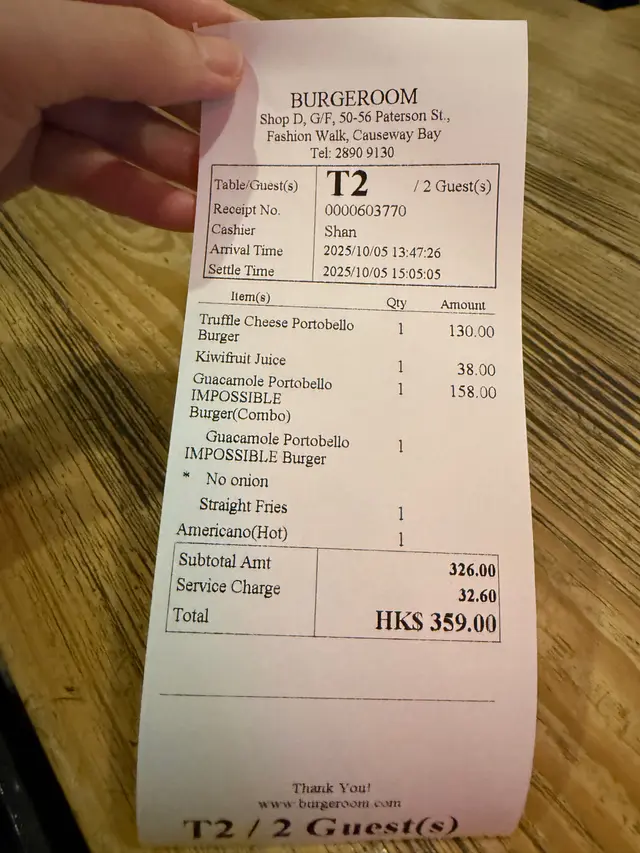 BURGEROOM
Shop D, G/F, 50-56 Paterson St.,
Fashion Walk, Causeway Bay
Tel: 2890 9130
Table/Guest(s) T2 / 2 Guest(s)
Receipt No. 0000603770
Cashier Shan
Arrival Time 2025/10/05 13:47:26
Settle Time 2025/10/05 15:05:05
Item(s) Qty Amount
Truffle Cheese Portobello
Burger 1 130.00
Kiwifruit Juice 1 38.00
Guacamole Portobello 1 158.00
IMPOSSIBLE
Burger(Combo)
Guacamole Portobello 1
IMPOSSIBLE Burger
* No onion
Straight Fries 1
Americano(Hot) 1
Subtotal Amt 326.00
Service Charge 32.60
Total HK$ 359.00
Thank You!
www.burgeroom.com
T2 / 2 Guest(s)